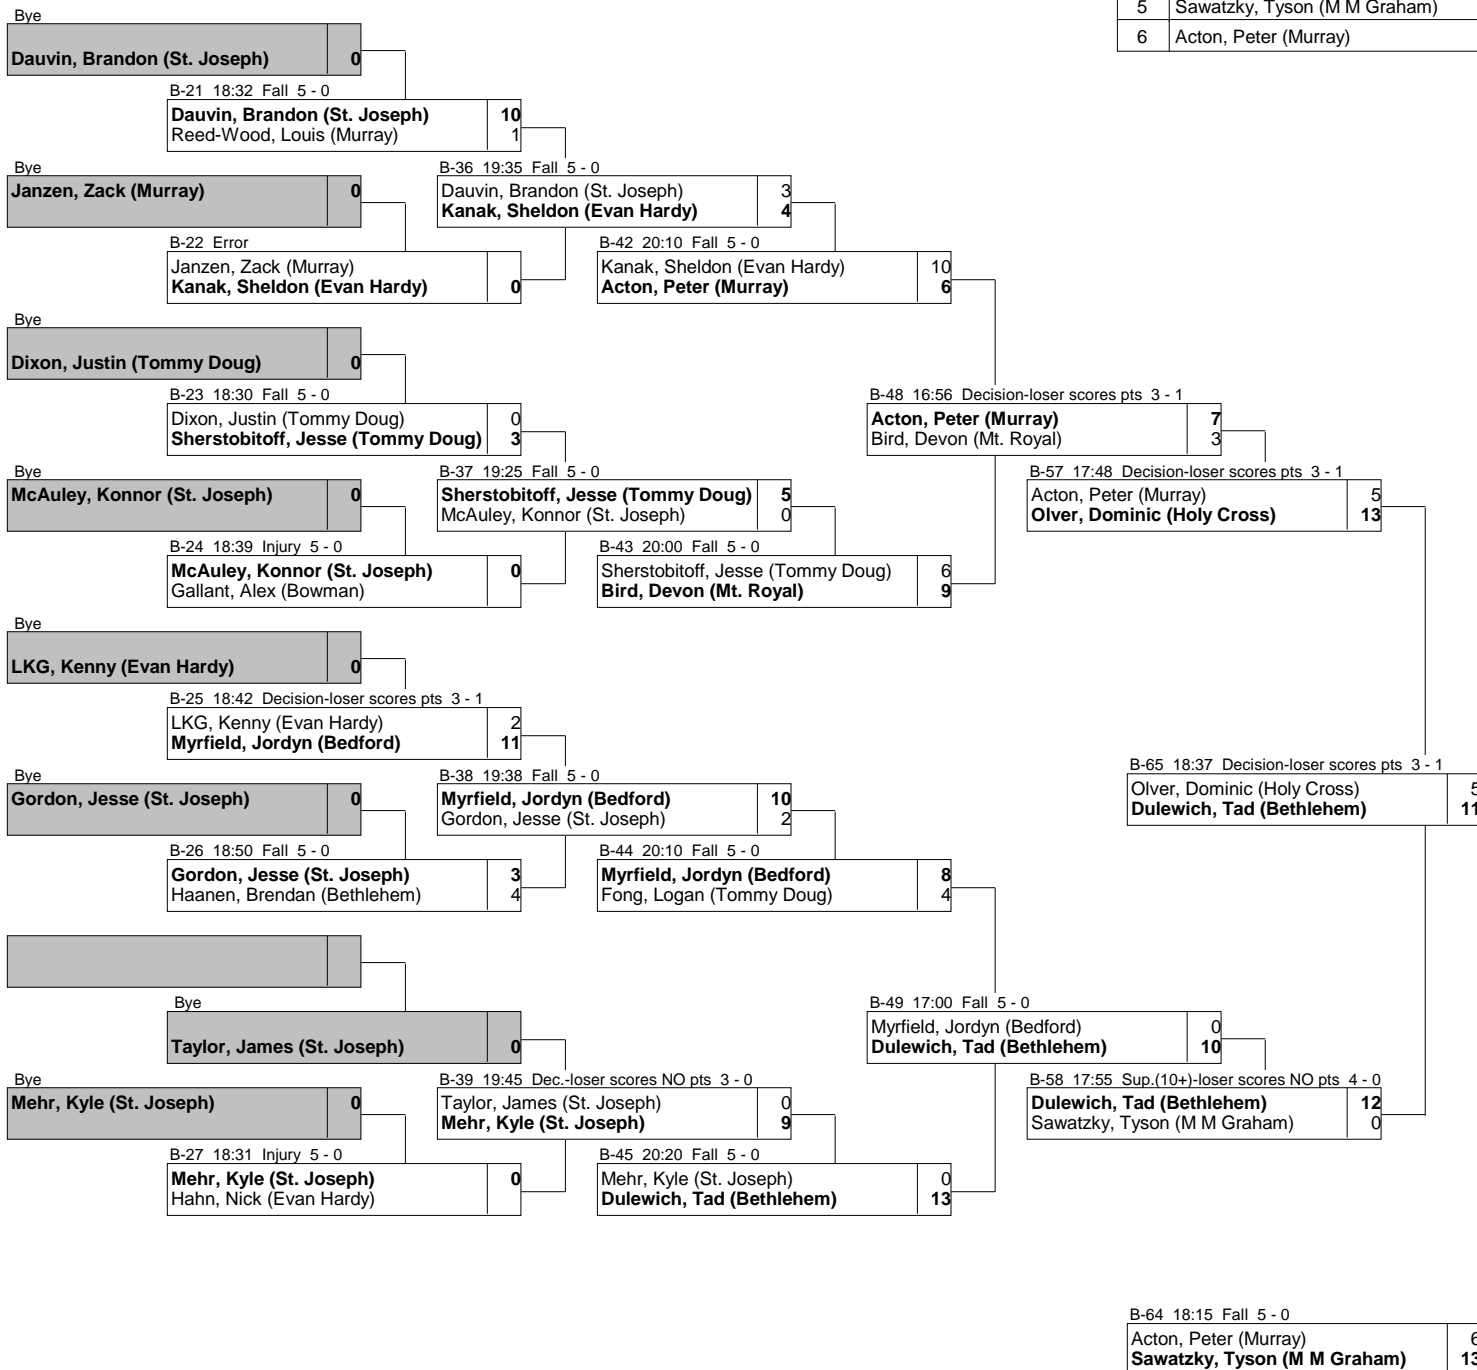 5 Sawatzky, Tyson (M M Graham)
6 Acton, Peter (Murray)
Bye
Dauvin, Brandon (St. Joseph) 0
B-21 18:32 Fall 5 - 0
Dauvin, Brandon (St. Joseph) 10
Reed-Wood, Louis (Murray) 1
Bye
Janzen, Zack (Murray) 0
B-36 19:35 Fall 5 - 0
Dauvin, Brandon (St. Joseph) 3
Kanak, Sheldon (Evan Hardy) 4
B-22 Error
Janzen, Zack (Murray)
Kanak, Sheldon (Evan Hardy) 0
B-42 20:10 Fall 5 - 0
Kanak, Sheldon (Evan Hardy) 10
Acton, Peter (Murray) 6
Bye
Dixon, Justin (Tommy Doug) 0
B-23 18:30 Fall 5 - 0
Dixon, Justin (Tommy Doug) 0
Sherstobitoff, Jesse (Tommy Doug) 3
B-48 16:56 Decision-loser scores pts 3 - 1
Acton, Peter (Murray) 7
Bird, Devon (Mt. Royal) 3
Bye
McAuley, Konnor (St. Joseph) 0
B-37 19:25 Fall 5 - 0
Sherstobitoff, Jesse (Tommy Doug) 5
McAuley, Konnor (St. Joseph) 0
B-57 17:48 Decision-loser scores pts 3 - 1
Acton, Peter (Murray) 5
Olver, Dominic (Holy Cross) 13
B-24 18:39 Injury 5 - 0
McAuley, Konnor (St. Joseph) 0
Gallant, Alex (Bowman)
B-43 20:00 Fall 5 - 0
Sherstobitoff, Jesse (Tommy Doug) 6
Bird, Devon (Mt. Royal) 9
Bye
LKG, Kenny (Evan Hardy) 0
B-25 18:42 Decision-loser scores pts 3 - 1
LKG, Kenny (Evan Hardy) 2
Myrfield, Jordyn (Bedford) 11
B-65 18:37 Decision-loser scores pts 3 - 1
Olver, Dominic (Holy Cross) 5
Dulewich, Tad (Bethlehem) 11
Bye
Gordon, Jesse (St. Joseph) 0
B-38 19:38 Fall 5 - 0
Myrfield, Jordyn (Bedford) 10
Gordon, Jesse (St. Joseph) 2
B-26 18:50 Fall 5 - 0
Gordon, Jesse (St. Joseph) 3
Haanen, Brendan (Bethlehem) 4
B-44 20:10 Fall 5 - 0
Myrfield, Jordyn (Bedford) 8
Fong, Logan (Tommy Doug) 4
Bye
Taylor, James (St. Joseph) 0
B-49 17:00 Fall 5 - 0
Myrfield, Jordyn (Bedford) 0
Dulewich, Tad (Bethlehem) 10
Bye
Mehr, Kyle (St. Joseph) 0
B-39 19:45 Dec.-loser scores NO pts 3 - 0
Taylor, James (St. Joseph) 0
Mehr, Kyle (St. Joseph) 9
B-58 17:55 Sup.(10+)-loser scores NO pts 4 - 0
Dulewich, Tad (Bethlehem) 12
Sawatzky, Tyson (M M Graham) 0
B-27 18:31 Injury 5 - 0
Mehr, Kyle (St. Joseph) 0
Hahn, Nick (Evan Hardy)
B-45 20:20 Fall 5 - 0
Mehr, Kyle (St. Joseph) 0
Dulewich, Tad (Bethlehem) 13
B-64 18:15 Fall 5 - 0
Acton, Peter (Murray) 6
Sawatzky, Tyson (M M Graham) 13